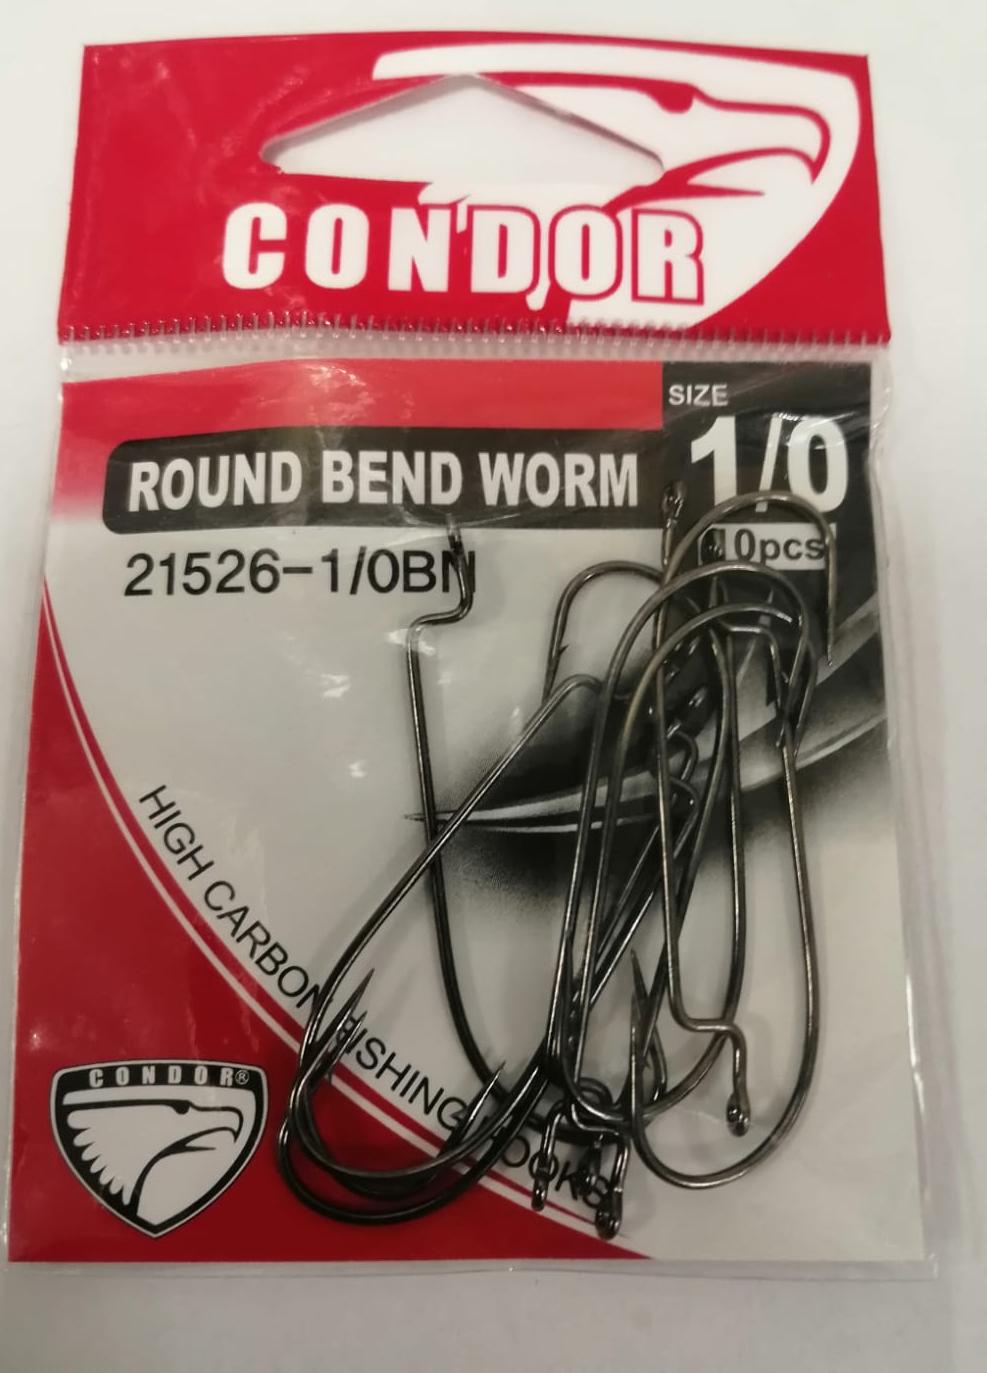 CONDOR
SIZE
1/0
ROUND BEND WORM
10pcs
21526-1/0BN
HIGH CARBON FISHING HOOKS
CONDOR®